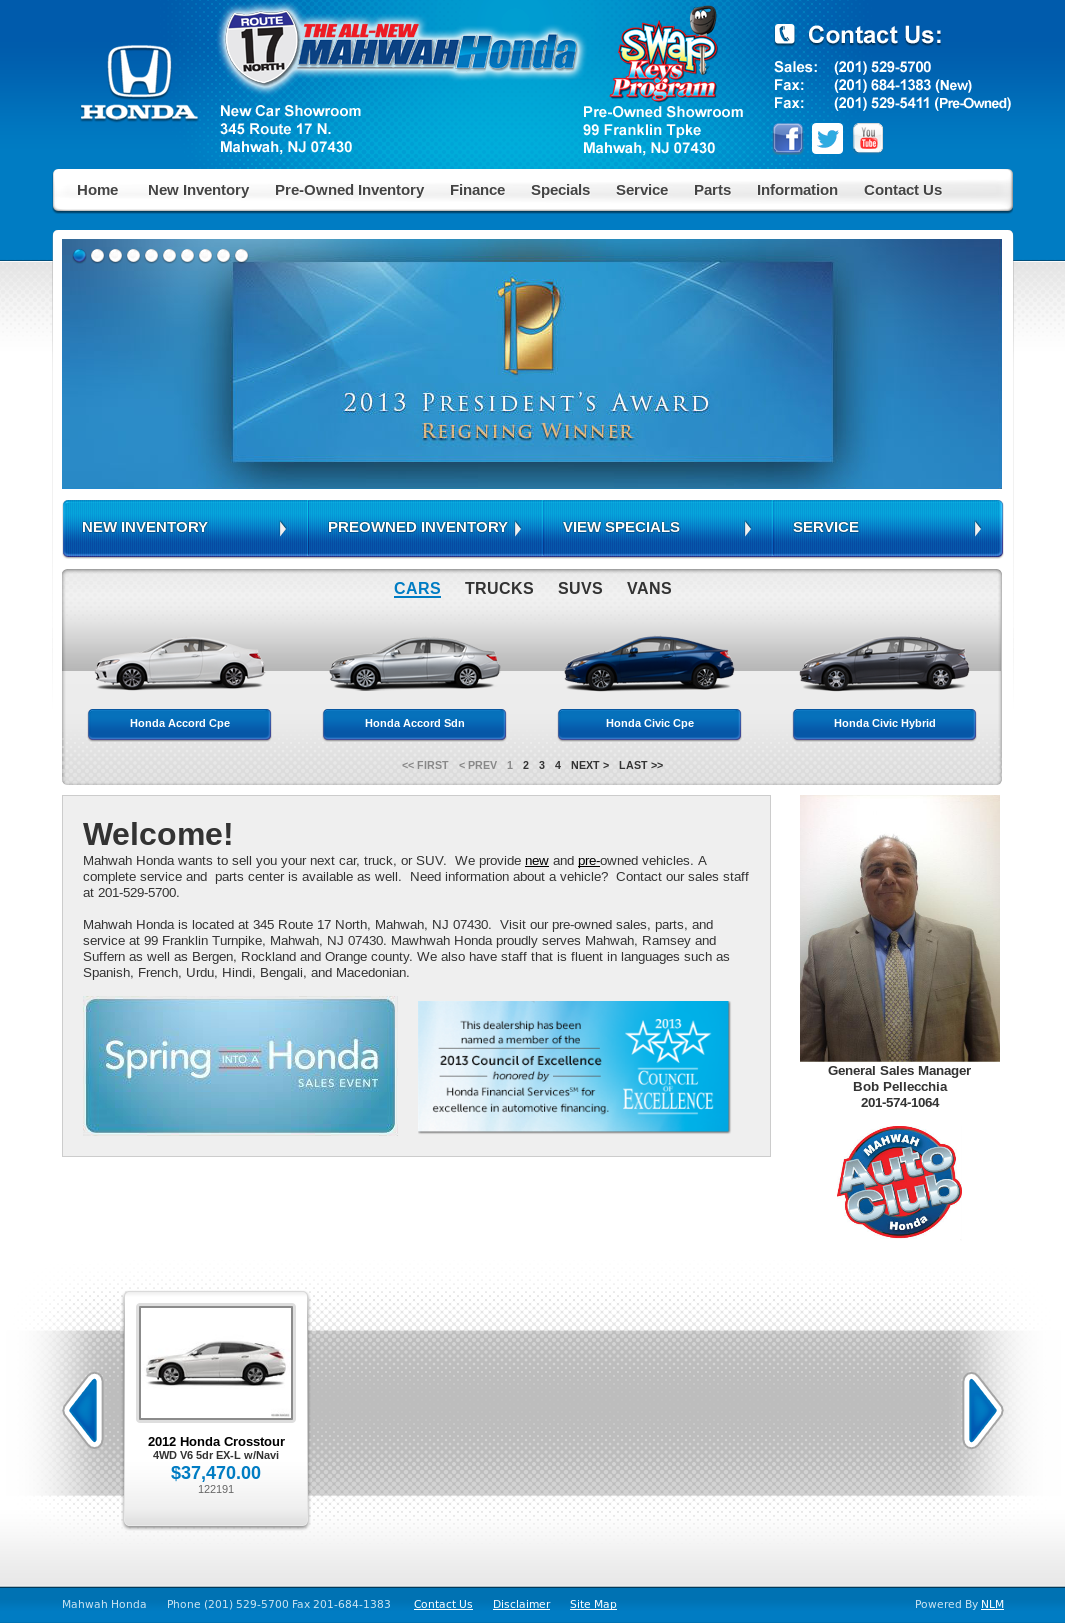 HONDA
ROUTE
17
NORTH
THE ALL-NEW
MAHWAH Honda
New Car Showroom
345 Route 17 N.
Mahwah, NJ 07430
Swap
Keys
Program
Pre-Owned Showroom
99 Franklin Tpke
Mahwah, NJ 07430
Contact Us:
Sales: (201) 529-5700
Fax: (201) 684-1383 (New)
Fax: (201) 529-5411 (Pre-Owned)
You
Tube
Home New Inventory Pre-Owned Inventory Finance Specials Service Parts Information Contact Us
2013 President's Award
Reigning Winner
NEW INVENTORY PREOWNED INVENTORY VIEW SPECIALS SERVICE
CARS TRUCKS SUVS VANS
Honda Accord Cpe Honda Accord Sdn Honda Civic Cpe Honda Civic Hybrid
<< FIRST < PREV 1 2 3 4 NEXT > LAST >>
Welcome!
Mahwah Honda wants to sell you your next car, truck, or SUV. We provide new and pre-owned vehicles. A
complete service and parts center is available as well. Need information about a vehicle? Contact our sales staff
at 201-529-5700.
Mahwah Honda is located at 345 Route 17 North, Mahwah, NJ 07430. Visit our pre-owned sales, parts, and
service at 99 Franklin Turnpike, Mahwah, NJ 07430. Mawhwah Honda proudly serves Mahwah, Ramsey and
Suffern as well as Bergen, Rockland and Orange county. We also have staff that is fluent in languages such as
Spanish, French, Urdu, Hindi, Bengali, and Macedonian.
Spring INTO A Honda
SALES EVENT
This dealership has been
named a member of the
2013 Council of Excellence
honored by
Honda Financial Services℠ for
excellence in automotive financing.
2013
COUNCIL
OF
EXCELLENCE
General Sales Manager
Bob Pellecchia
201-574-1064
MAHWAH
Auto
Club
Honda
2012 Honda Crosstour
4WD V6 5dr EX-L w/Navi
$37,470.00
122191
Mahwah Honda Phone (201) 529-5700 Fax 201-684-1383 Contact Us Disclaimer Site Map Powered By NLM